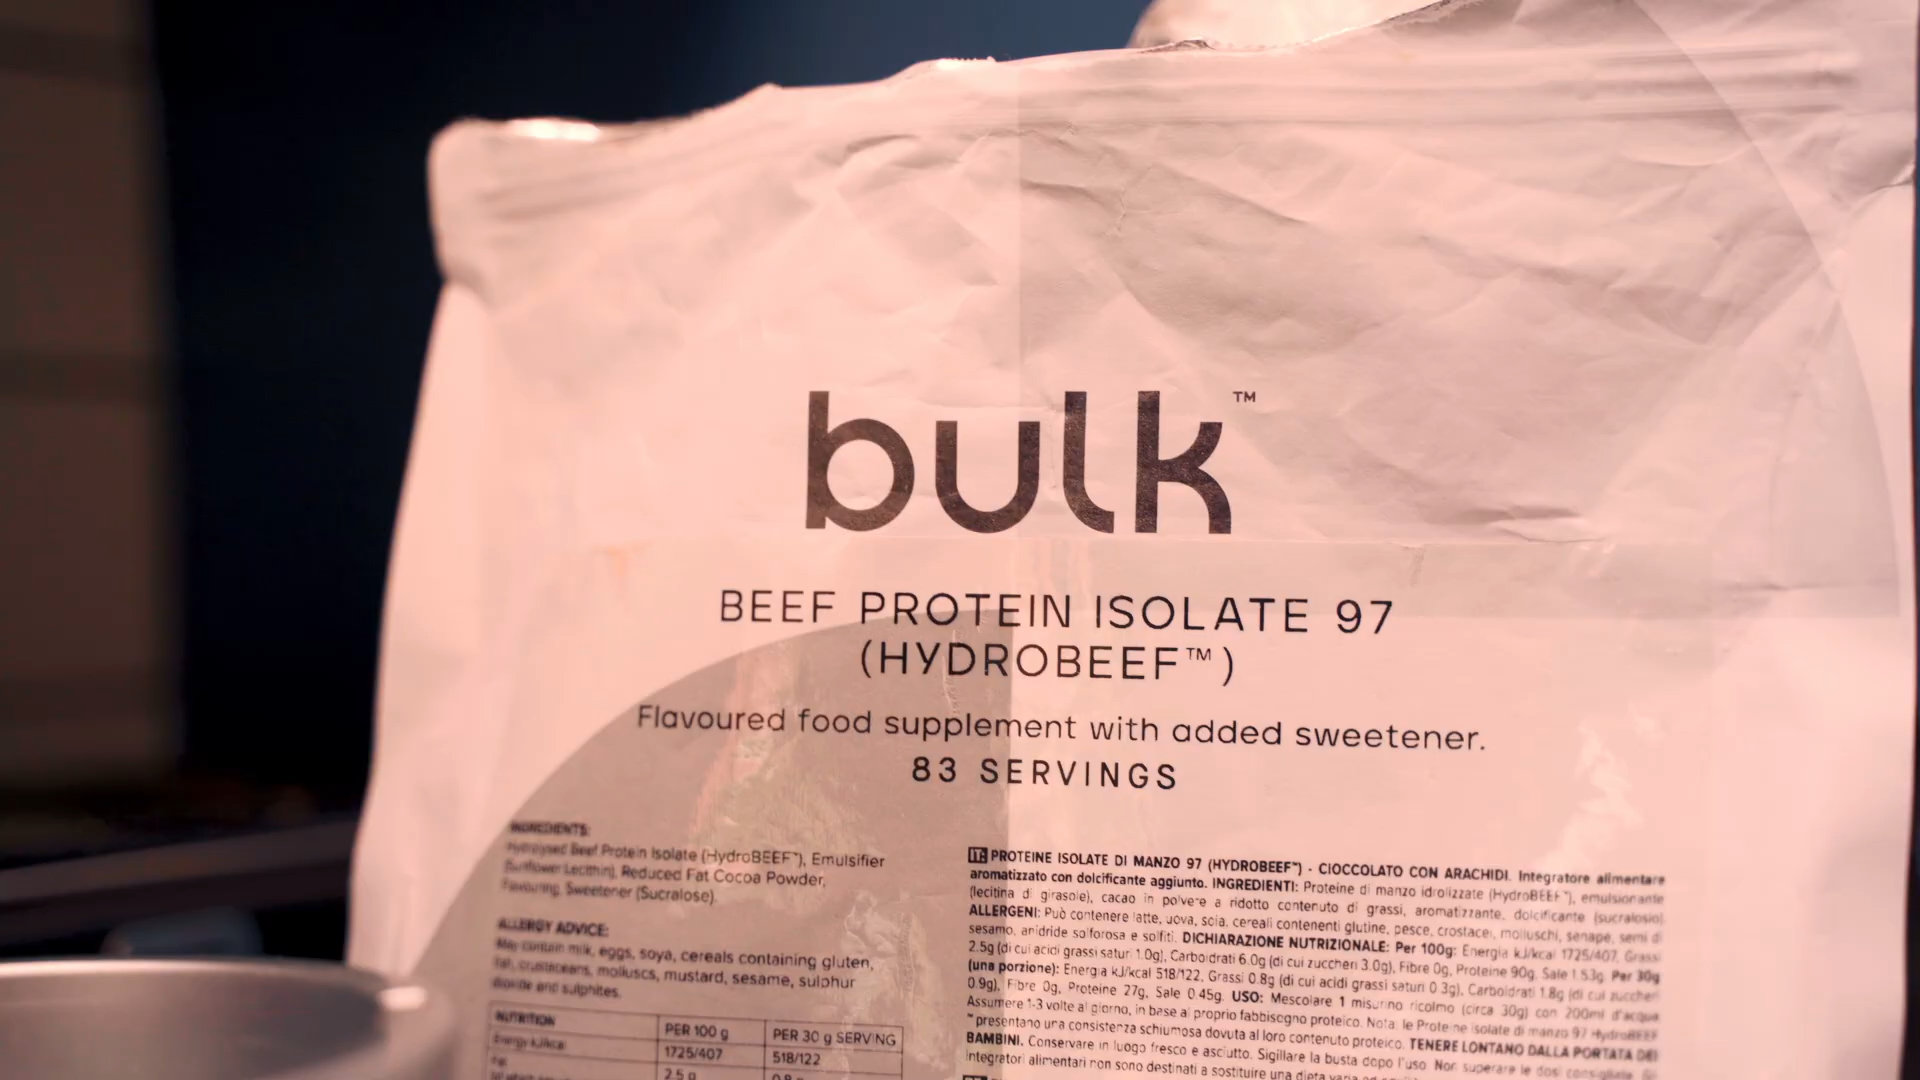 bulk™
BEEF PROTEIN ISOLATE 97
(HYDROBEEF™)
Flavoured food supplement with added sweetener.
83 SERVINGS
INGREDIENTS:
Hydrolysed Beef Protein Isolate (HydroBEEF™), Emulsifier
(Sunflower Lecithin), Reduced Fat Cocoa Powder,
Flavouring, Sweetener (Sucralose).
ALLERGY ADVICE:
May contain milk, eggs, soya, cereals containing gluten,
fish, crustaceans, molluscs, mustard, sesame, sulphur
dioxide and sulphites.
NUTRITION PER 100 g PER 30 g SERVING
Energy kJ/kcal 1725/407 518/122
2.5 g
IT: PROTEINE ISOLATE DI MANZO 97 (HYDROBEEF™) - CIOCCOLATO CON ARACHIDI. Integratore alimentare
aromatizzato con dolcificante aggiunto. INGREDIENTI: Proteine di manzo idrolizzate (HydroBEEF™), emulsionante
(lecitina di girasole), cacao in polvere a ridotto contenuto di grassi, aromatizzante, dolcificante (sucralosio).
ALLERGENI: Può contenere latte, uova, soia, cereali contenenti glutine, pesce, crostacei, molluschi, senape, semi di
sesamo, anidride solforosa e solfiti. DICHIARAZIONE NUTRIZIONALE: Per 100g: Energia kJ/kcal 1725/407, Grassi
2.5g (di cui acidi grassi saturi 1.0g), Carboidrati 6.0g (di cui zuccheri 3.0g), Fibre 0g, Proteine 90g, Sale 1.53g. Per 30g
(una porzione): Energia kJ/kcal 518/122, Grassi 0.8g (di cui acidi grassi saturi 0.3g), Carboidrati 1.8g (di cui zuccheri
0.9g), Fibre 0g, Proteine 27g, Sale 0.45g. USO: Mescolare 1 misurino ricolmo (circa 30g) con 200ml d'acqua.
Assumere 1-3 volte al giorno, in base al proprio fabbisogno proteico. Nota: le Proteine isolate di manzo 97 HydroBEEF
™ presentano una consistenza schiumosa dovuta al loro contenuto proteico. TENERE LONTANO DALLA PORTATA DEI
BAMBINI. Conservare in luogo fresco e asciutto. Sigillare la busta dopo l'uso. Non superare le dosi consigliate. Gli
integratori alimentari non sono destinati a sostituire una dieta varia ed